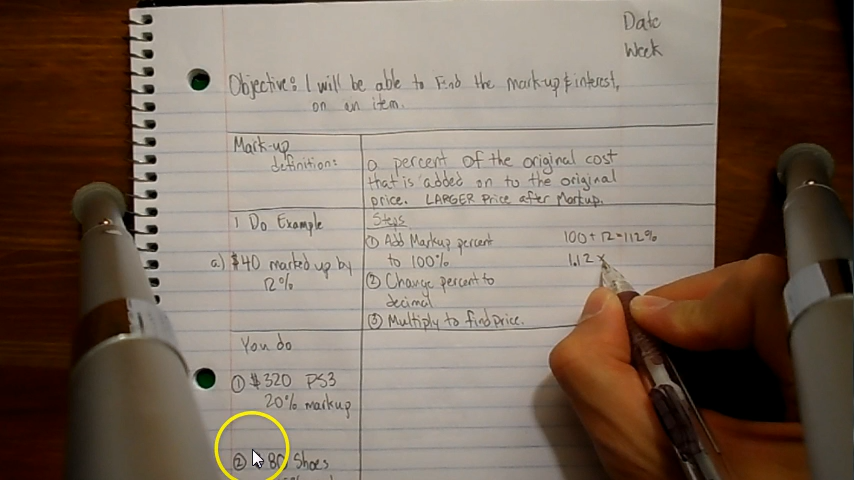 Date
Week
Objective: I will be able to Find the mark-up & interest,
on an item.
Mark-up
definition:
a percent of the original cost
that is added on to the original
price. LARGER Price after Markup.
I Do Example
a.) $40 marked up by
12%
Steps
① Add Markup percent
to 100%
② Change percent to
decimal
③ Multiply to find price.
100 + 12 = 112%
1.12 x
You do
① $320 PS3
20% markup
② 80 Shoes